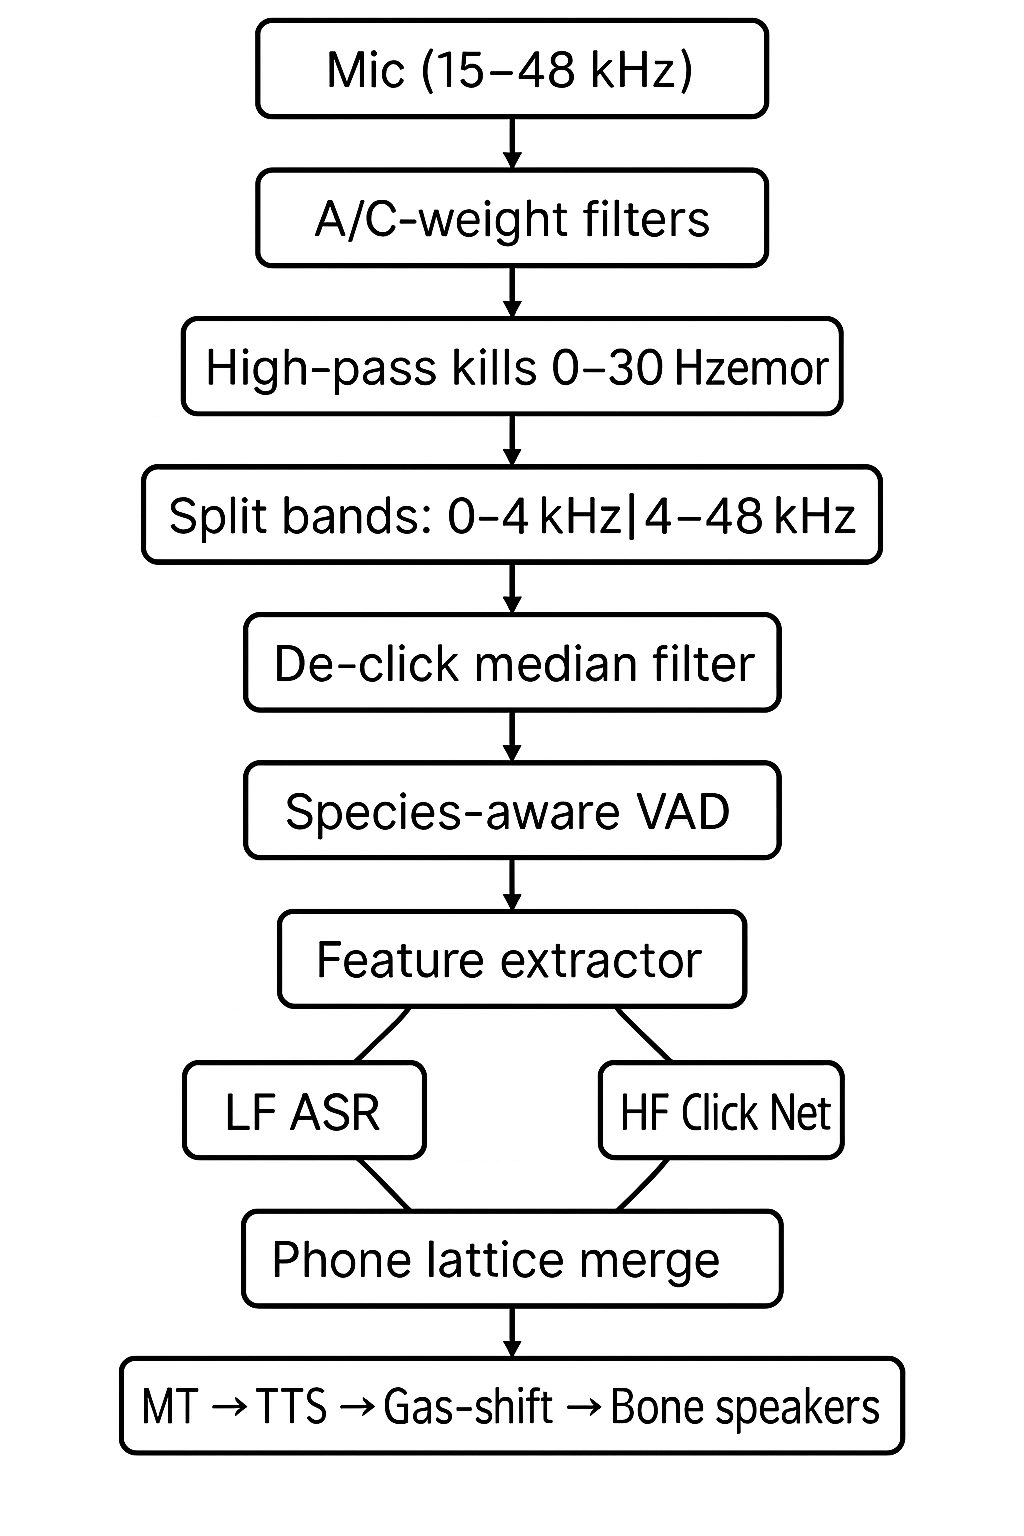 Mic (15–48 kHz)
A/C-weight filters
High-pass kills 0–30 Hzemor
Split bands: 0–4 kHz|4–48 kHz
De-click median filter
Species-aware VAD
Feature extractor
LF ASR
HF Click Net
Phone lattice merge
MT → TTS → Gas-shift → Bone speakers